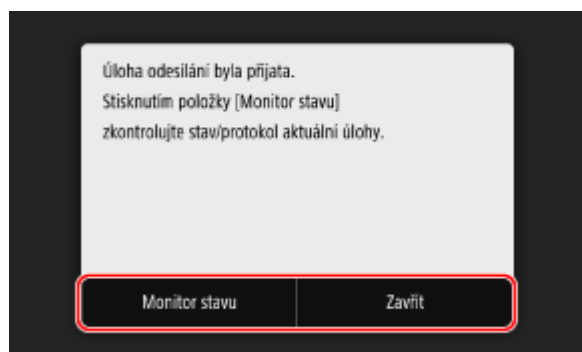 Úloha odesílání byla přijata.
Stisknutím položky [Monitor stavu]
zkontrolujte stav/protokol aktuální úlohy.
Monitor stavu
Zavřít